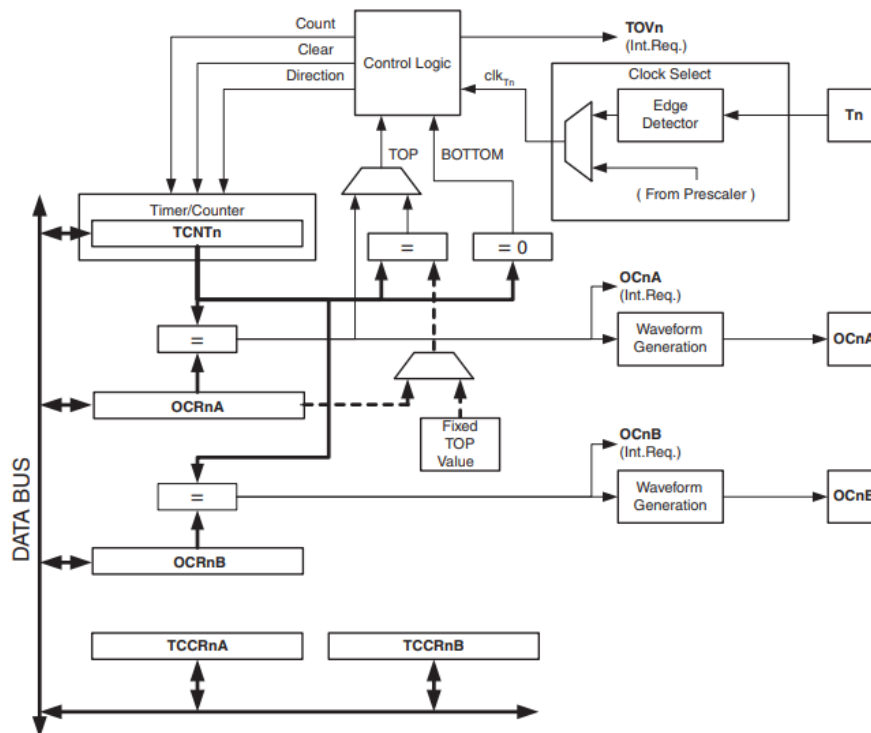 Count
Clear
Direction
Control Logic
TOVn
(Int.Req.)
clkTn
Clock Select
Edge
Detector
Tn
( From Prescaler )
TOP
BOTTOM
Timer/Counter
TCNTn
=
= 0
OCnA
(Int.Req.)
=
Waveform
Generation
OCnA
OCRnA
Fixed
TOP
Value
OCnB
(Int.Req.)
=
Waveform
Generation
OCnB
DATA BUS
OCRnB
TCCRnA
TCCRnB